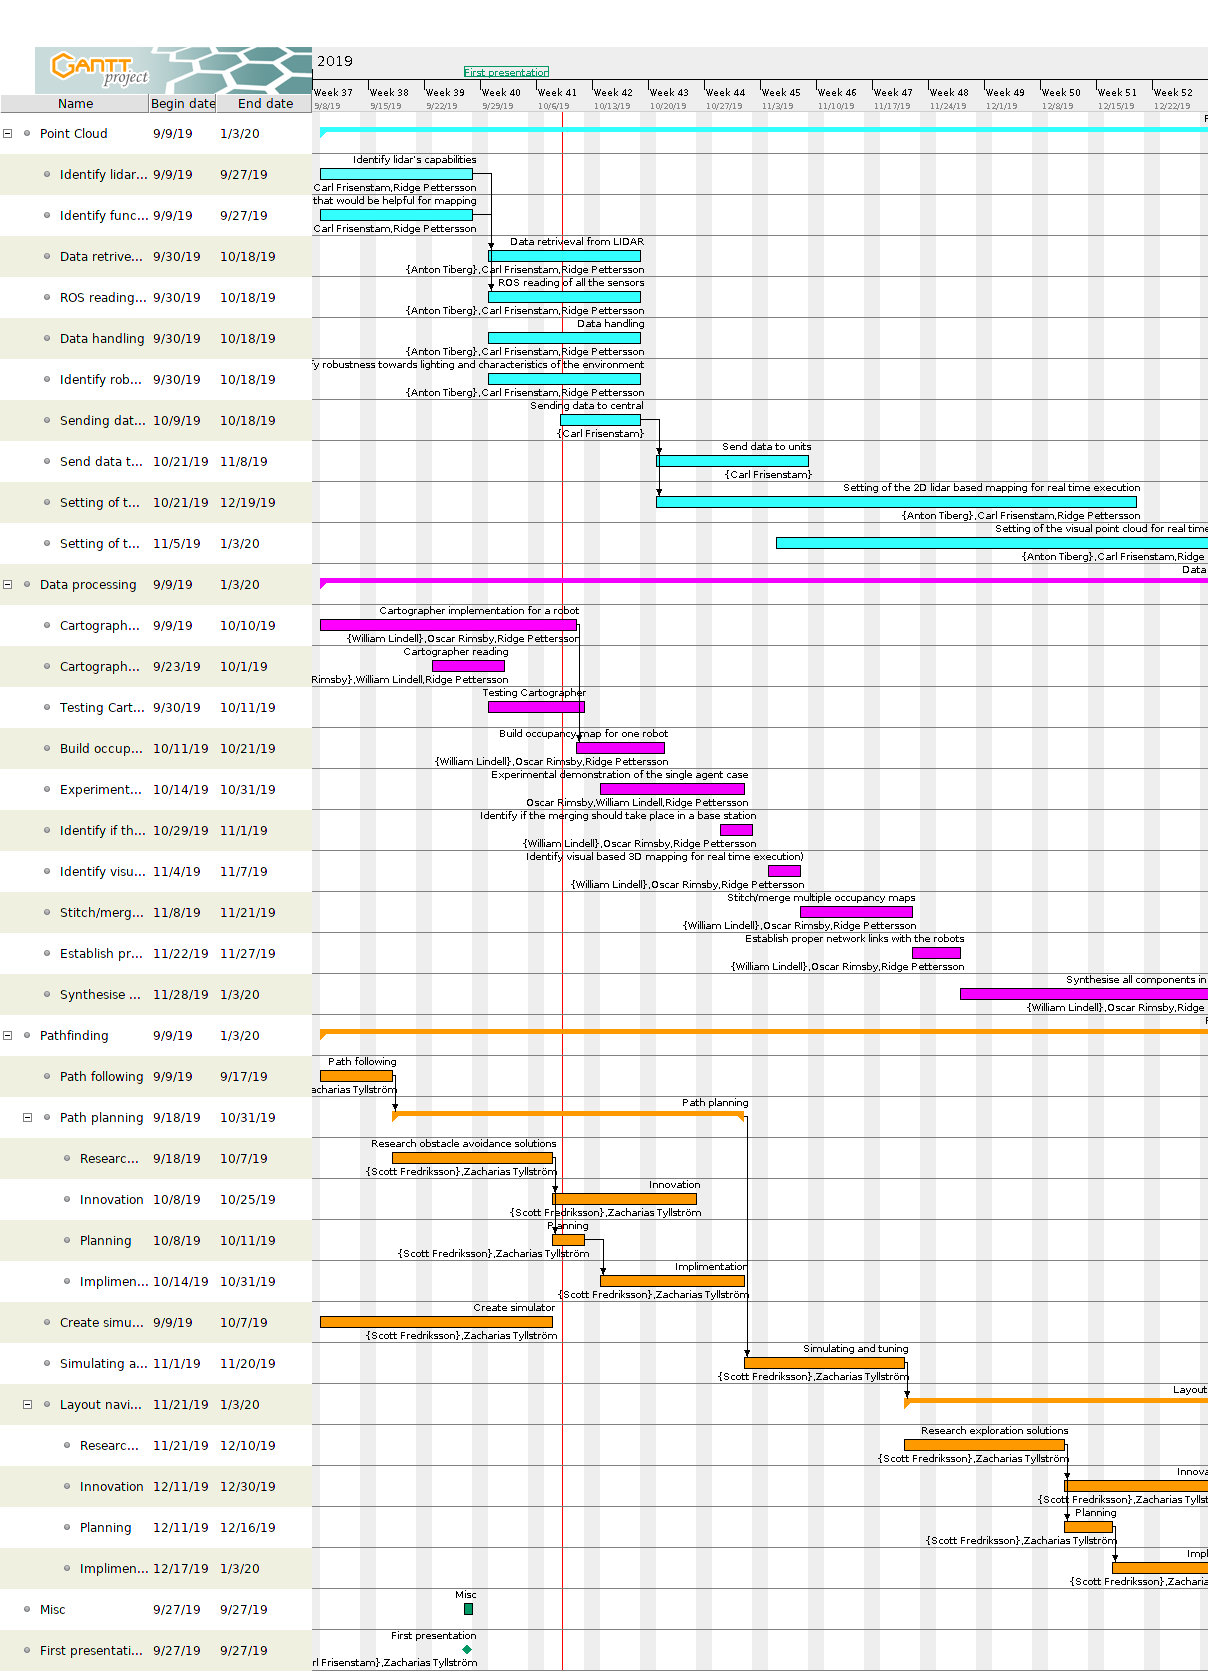 GANTT
project
2019
First presentation
Name Begin date End date
Week 37 Week 38 Week 39 Week 40 Week 41 Week 42 Week 43 Week 44 Week 45 Week 46 Week 47 Week 48 Week 49 Week 50 Week 51 Week 52
9/8/19 9/15/19 9/22/19 9/29/19 10/6/19 10/13/19 10/20/19 10/27/19 11/3/19 11/10/19 11/17/19 11/24/19 12/1/19 12/8/19 12/15/19 12/22/19
Point Cloud 9/9/19 1/3/20
Identify lidar's capabilities
Identify lidar... 9/9/19 9/27/19
Carl Frisenstam,Ridge Pettersson
that would be helpful for mapping
Identify func... 9/9/19 9/27/19
Carl Frisenstam,Ridge Pettersson
Data retriveval from LIDAR
Data retrive... 9/30/19 10/18/19
{Anton Tiberg},Carl Frisenstam,Ridge Pettersson
ROS reading of all the sensors
ROS reading... 9/30/19 10/18/19
{Anton Tiberg},Carl Frisenstam,Ridge Pettersson
Data handling
Data handling 9/30/19 10/18/19
{Anton Tiberg},Carl Frisenstam,Ridge Pettersson
fy robustness towards lighting and characteristics of the environment
Identify rob... 9/30/19 10/18/19
{Anton Tiberg},Carl Frisenstam,Ridge Pettersson
Sending data to central
Sending dat... 10/9/19 10/18/19
{Carl Frisenstam}
Send data to units
Send data t... 10/21/19 11/8/19
{Carl Frisenstam}
Setting of the 2D lidar based mapping for real time execution
Setting of t... 10/21/19 12/19/19
{Anton Tiberg},Carl Frisenstam,Ridge Pettersson
Setting of the visual point cloud for real time
Setting of t... 11/5/19 1/3/20
{Anton Tiberg},Carl Frisenstam,Ridge
Data
Data processing 9/9/19 1/3/20
Cartographer implementation for a robot
Cartograph... 9/9/19 10/10/19
{William Lindell},Oscar Rimsby,Ridge Pettersson
Cartographer reading
Cartograph... 9/23/19 10/1/19
Rimsby},William Lindell,Ridge Pettersson
Testing Cartographer
Testing Cart... 9/30/19 10/11/19
Build occupancy map for one robot
Build occup... 10/11/19 10/21/19
{William Lindell},Oscar Rimsby,Ridge Pettersson
Experimental demonstration of the single agent case
Experiment... 10/14/19 10/31/19
Oscar Rimsby,William Lindell,Ridge Pettersson
Identify if the merging should take place in a base station
Identify if th... 10/29/19 11/1/19
{William Lindell},Oscar Rimsby,Ridge Pettersson
Identify visual based 3D mapping for real time execution)
Identify visu... 11/4/19 11/7/19
{William Lindell},Oscar Rimsby,Ridge Pettersson
Stitch/merge multiple occupancy maps
Stitch/merg... 11/8/19 11/21/19
{William Lindell},Oscar Rimsby,Ridge Pettersson
Establish proper network links with the robots
Establish pr... 11/22/19 11/27/19
{William Lindell},Oscar Rimsby,Ridge Pettersson
Synthesise all components in
Synthesise ... 11/28/19 1/3/20
{William Lindell},Oscar Rimsby,Ridge
Pathfinding 9/9/19 1/3/20
Path following
Path following 9/9/19 9/17/19
acharias Tyllström
Path planning
Path planning 9/18/19 10/31/19
Research obstacle avoidance solutions
Researc... 9/18/19 10/7/19
{Scott Fredriksson},Zacharias Tyllström
Innovation
Innovation 10/8/19 10/25/19
{Scott Fredriksson},Zacharias Tyllström
Planning
Planning 10/8/19 10/11/19
{Scott Fredriksson},Zacharias Tyllström
Implimentation
Implimen... 10/14/19 10/31/19
{Scott Fredriksson},Zacharias Tyllström
Create simulator
Create simu... 9/9/19 10/7/19
{Scott Fredriksson},Zacharias Tyllström
Simulating and tuning
Simulating a... 11/1/19 11/20/19
{Scott Fredriksson},Zacharias Tyllström
Layout
Layout navi... 11/21/19 1/3/20
Research exploration solutions
Researc... 11/21/19 12/10/19
{Scott Fredriksson},Zacharias Tyllström
Innova
Innovation 12/11/19 12/30/19
{Scott Fredriksson},Zacharias Tyllst
Planning
Planning 12/11/19 12/16/19
{Scott Fredriksson},Zacharias Tyllström
Impl
Implimen... 12/17/19 1/3/20
{Scott Fredriksson},Zacharia
Misc
Misc 9/27/19 9/27/19
First presentation
First presentati... 9/27/19 9/27/19
rl Frisenstam},Zacharias Tyllström